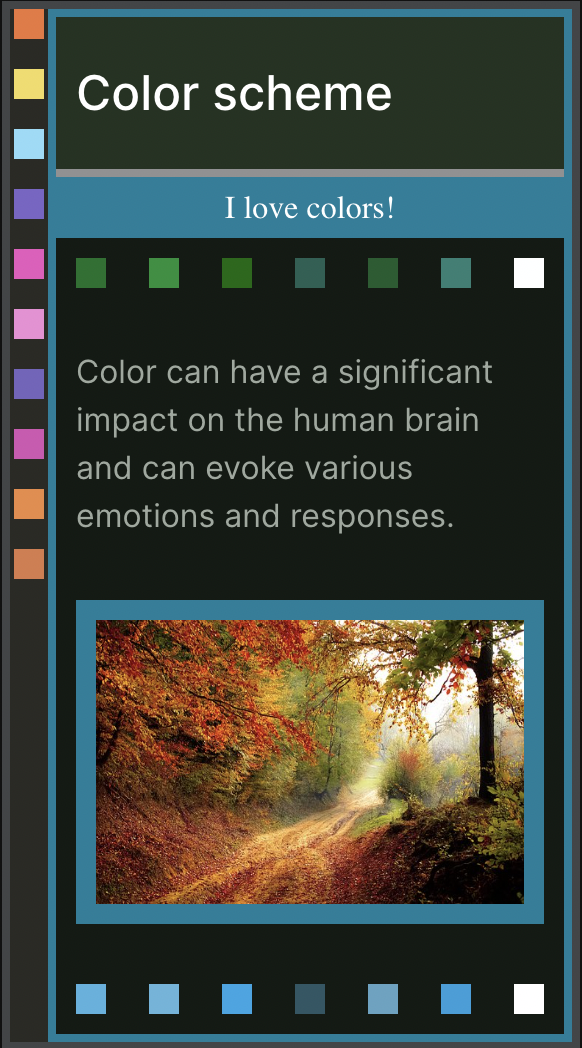 Color scheme
I love colors!
Color can have a significant
impact on the human brain
and can evoke various
emotions and responses.